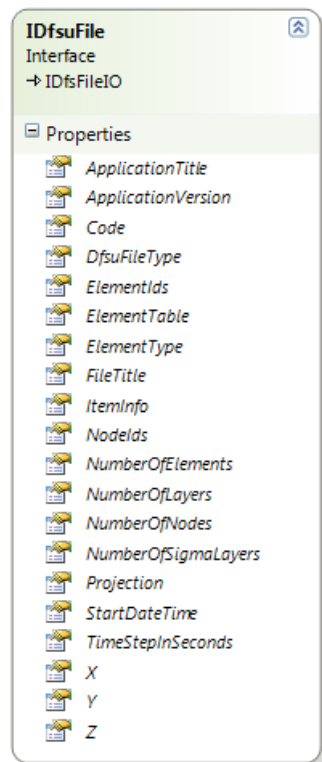 IDfsuFile
Interface
→ IDfsFileIO
Properties
ApplicationTitle
ApplicationVersion
Code
DfsuFileType
ElementIds
ElementTable
ElementType
FileTitle
ItemInfo
NodeIds
NumberOfElements
NumberOfLayers
NumberOfNodes
NumberOfSigmaLayers
Projection
StartDateTime
TimeStepInSeconds
X
Y
Z